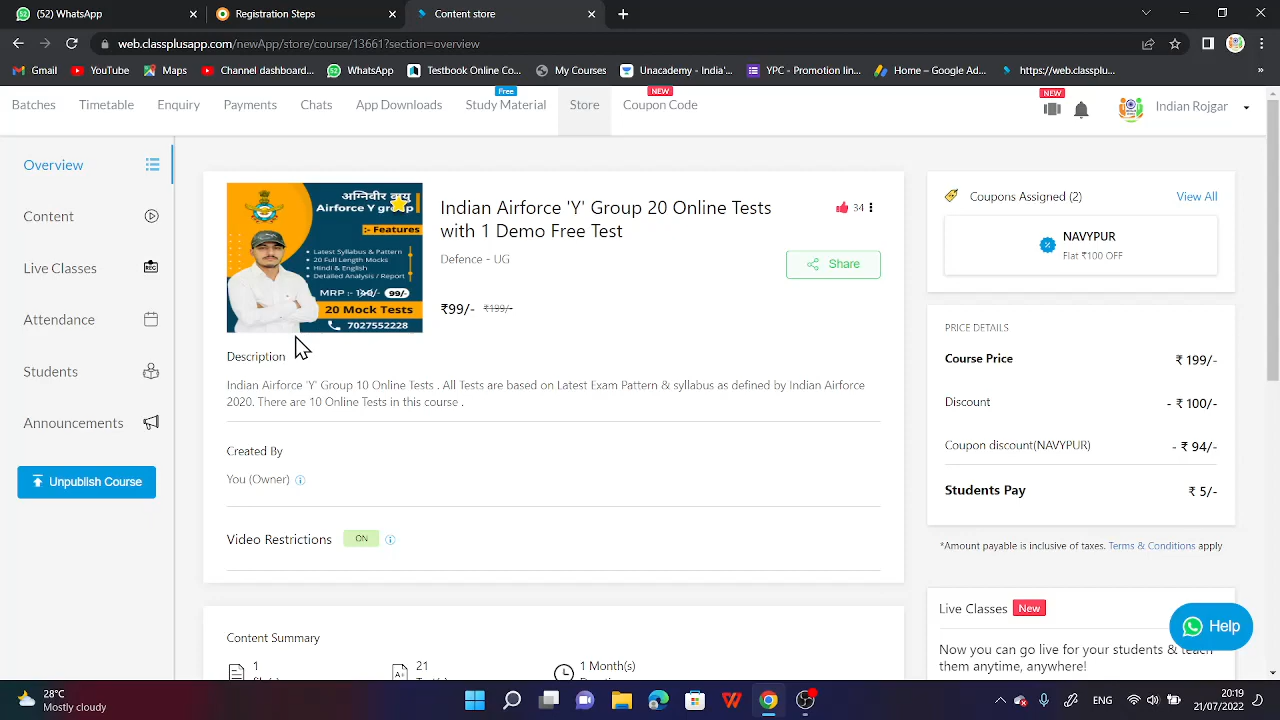 (52) WhatsApp
Registration Steps
Content store
web.classplusapp.com/newApp/store/course/13661?section=overview
Gmail
YouTube
Maps
Channel dashboard...
WhatsApp
Testbook Online Co...
My Courses
Unacademy - India'...
YPC - Promotion In...
... – Google Ad...
https://web.classplu...
Batches
Timetable
Enquiry
Payments
Chats
App Downloads
Free
Study Material
Store
NEW
Coupon Code
NEW
Indian Rojgar
Overview
Content
Live Classes
REC
Attendance
Students
Announcements
Unpublish Course
अग्निवीर वायु
Airforce Y group
:- Features
Latest Syllabus & Pattern
20 Full Length Mocks
Hindi & English
Detailed Analysis / Report
MRP :- 199/- 99/-
20 Mock Tests
7027552228
Indian Airforce 'Y' Group 20 Online Tests
with 1 Demo Free Test
34
Defence - UG
Share
₹99/- ₹199/-
Description
Indian Airforce 'Y' Group 10 Online Tests . All Tests are based on Latest Exam Pattern & syllabus as defined by Indian Airforce
2020. There are 10 Online Tests in this course .
Created By
You (Owner)
Video Restrictions
ON
Content Summary
1
21
1 Month(s)
Coupons Assigned (2)
View All
NAVYPUR
Flat ₹100 OFF
PRICE DETAILS
Course Price ₹ 199/-
Discount - ₹ 100/-
Coupon discount(NAVYPUR) - ₹ 94/-
Students Pay ₹ 5/-
*Amount payable is inclusive of taxes. Terms & Conditions apply
Live Classes New
Now you can go live for your students & teach
them anytime, anywhere!
Help
28°C
Mostly cloudy
ENG
20:19
21/07/2022